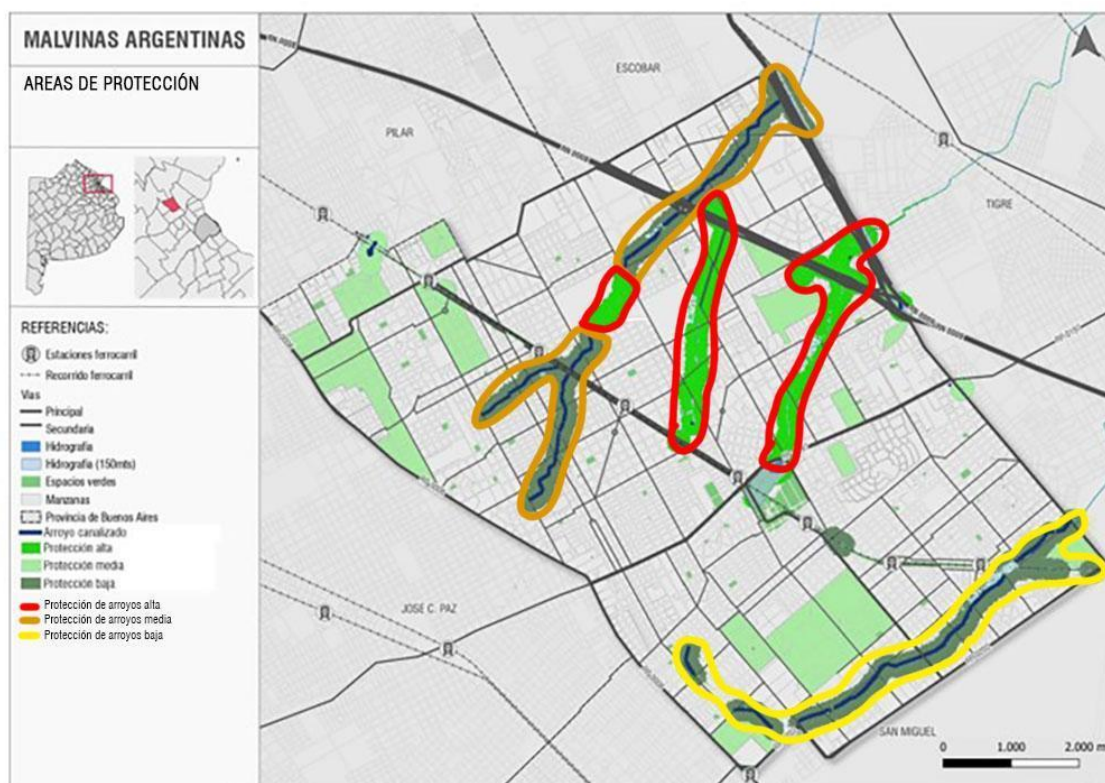 MALVINAS ARGENTINAS
AREAS DE PROTECCIÓN
REFERENCIAS:
Estaciones ferrocarril
Recorrido ferrocarril
Vias
Principal
Secundaria
Hidrografía
Hidrografía (150mts)
Espacios verdes
Manzanas
Provincia de Buenos Aires
Arroyo canalizado
Protección alta
Protección media
Protección baja
Protección de arroyos alta
Protección de arroyos media
Protección de arroyos baja
ESCOBAR
PILAR
TIGRE
JOSE C. PAZ
SAN MIGUEL
0 1.000 2.000 m